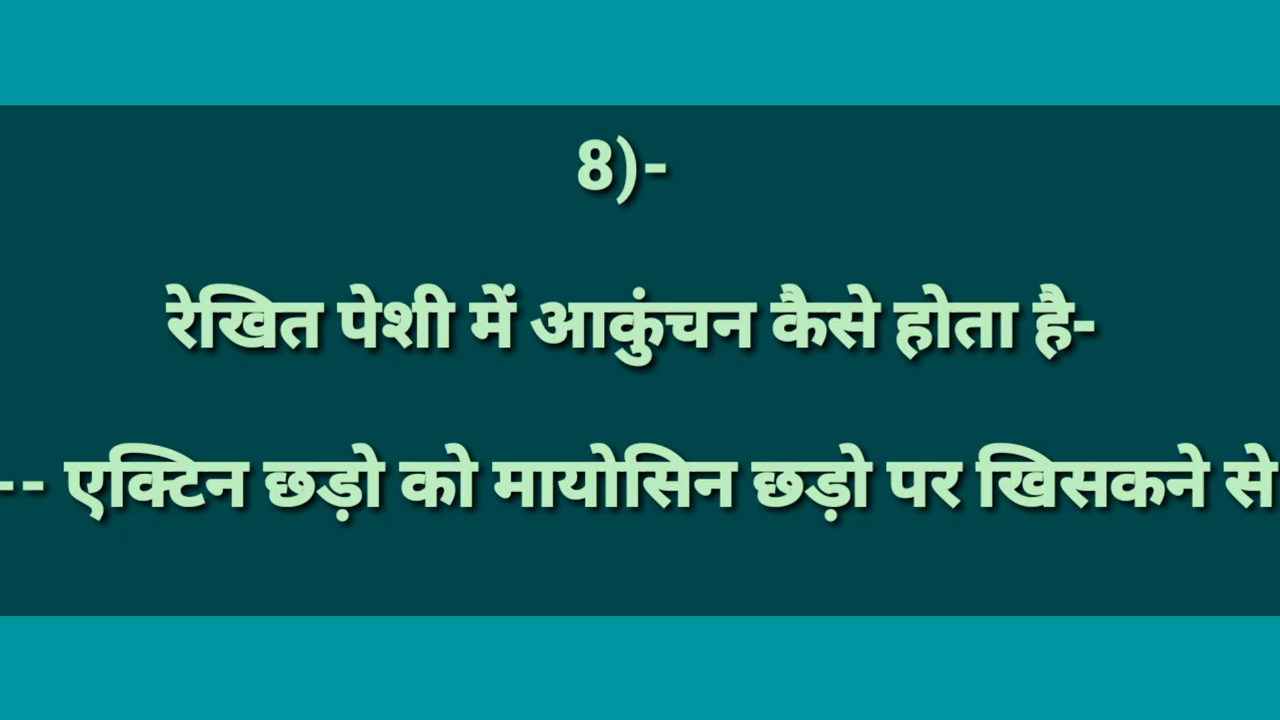 8)-
रेखित पेशी में आकुंचन कैसे होता है-
-- एक्टिन छड़ो को मायोसिन छड़ो पर खिसकने से